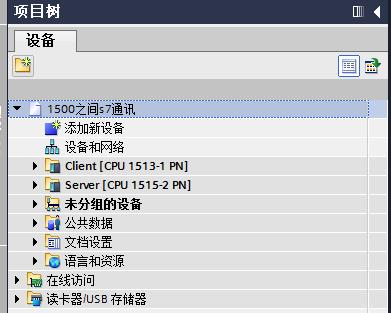 项目树
设备
1500之间s7通讯
添加新设备
设备和网络
Client [CPU 1513-1 PN]
Server [CPU 1515-2 PN]
未分组的设备
公共数据
文档设置
语言和资源
在线访问
读卡器/USB 存储器